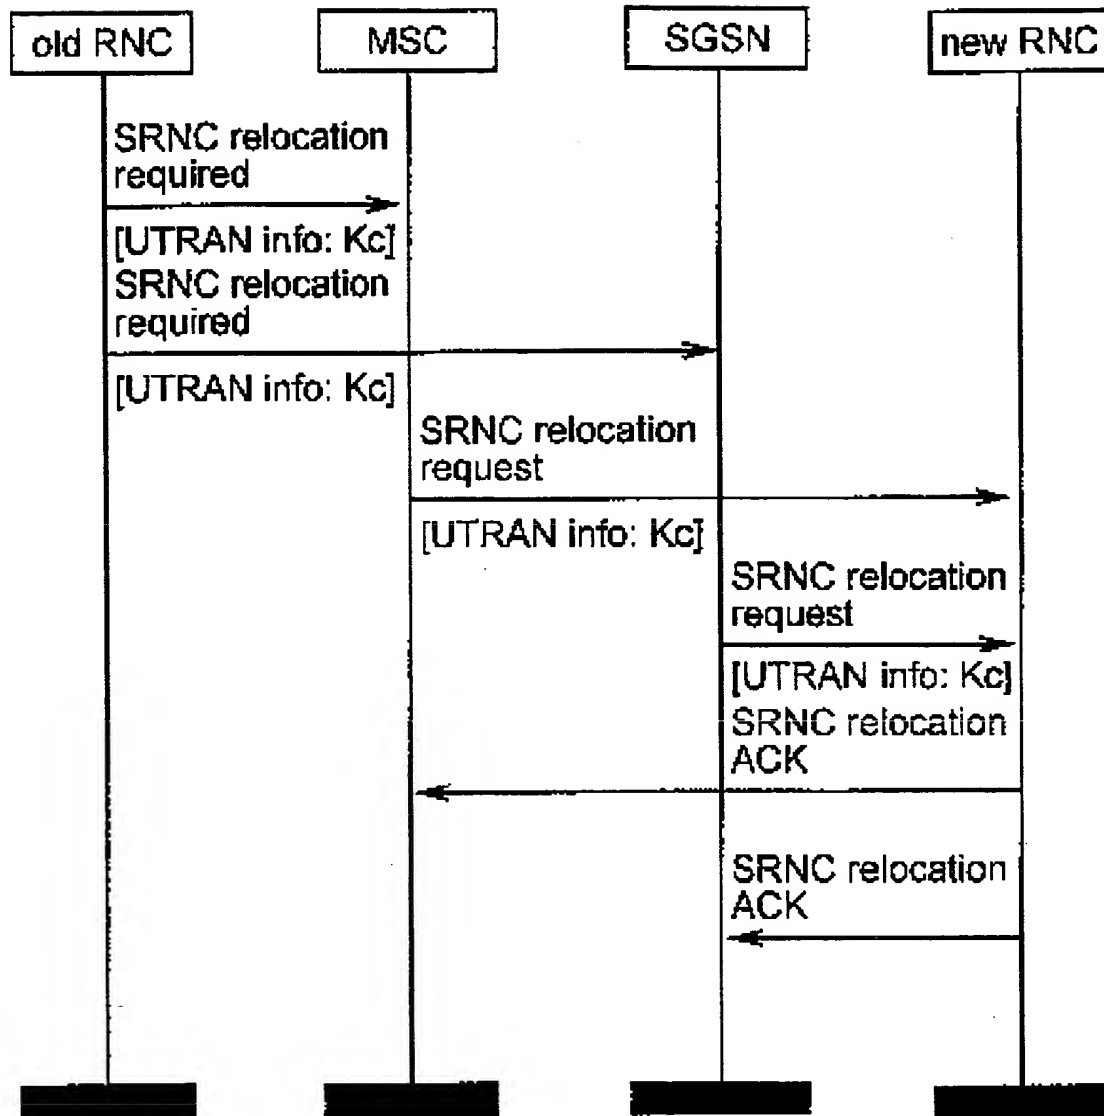 old RNC
MSC
SGSN
new RNC
SRNC relocation
required
[UTRAN info: Kc]
SRNC relocation
required
[UTRAN info: Kc]
SRNC relocation
request
[UTRAN info: Kc]
SRNC relocation
request
[UTRAN info: Kc]
SRNC relocation
ACK
SRNC relocation
ACK